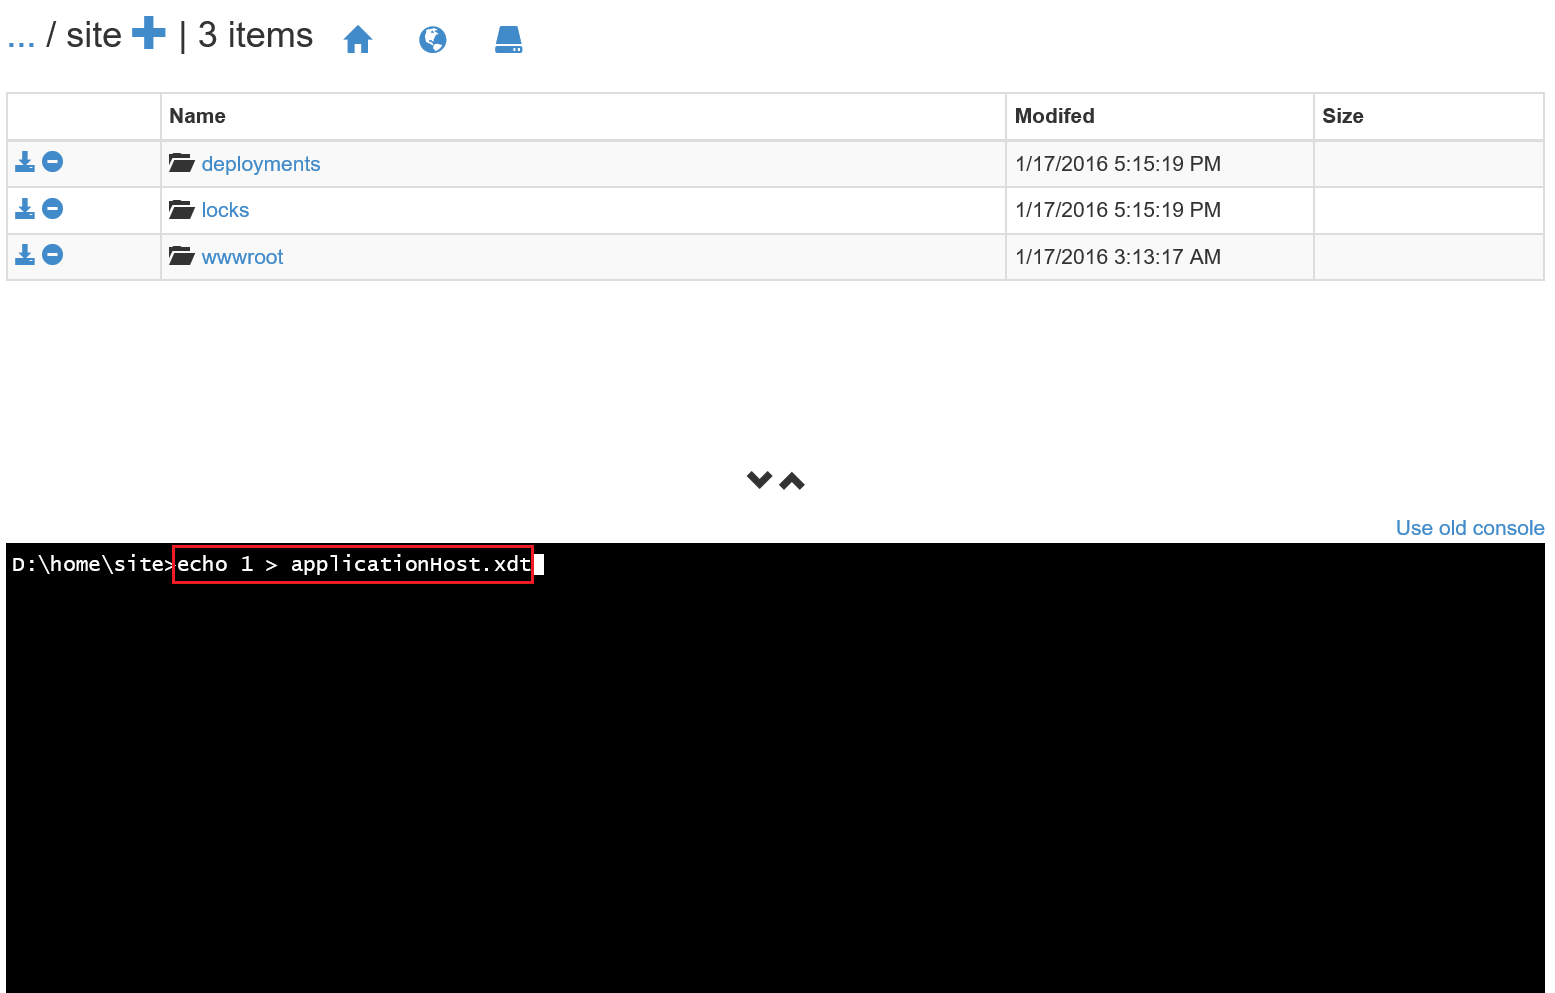 ... / site | 3 items
Name Modifed Size
deployments 1/17/2016 5:15:19 PM
locks 1/17/2016 5:15:19 PM
wwwroot 1/17/2016 3:13:17 AM
Use old console
D:\home\site>echo 1 > applicationHost.xdt